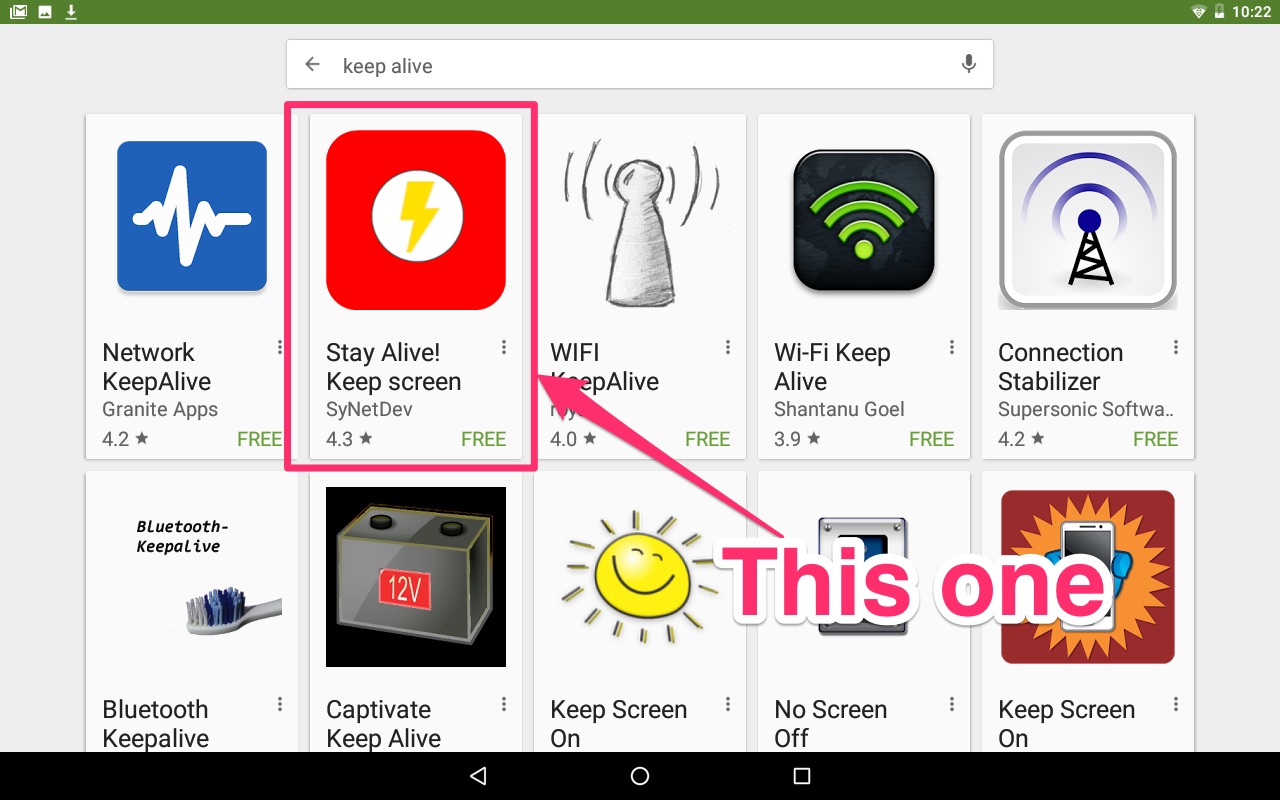 10:22
keep alive
Network
KeepAlive
Granite Apps
4.2 ★ FREE
Stay Alive!
Keep screen
SyNetDev
4.3 ★ FREE
WIFI
KeepAlive
4.0 ★ FREE
Wi-Fi Keep
Alive
Shantanu Goel
3.9 ★ FREE
Connection
Stabilizer
Supersonic Softwa..
4.2 ★ FREE
Bluetooth-
Keepalive
Bluetooth
Keepalive
12V
Captivate
Keep Alive
Keep Screen
On
No Screen
Off
Keep Screen
On
This one